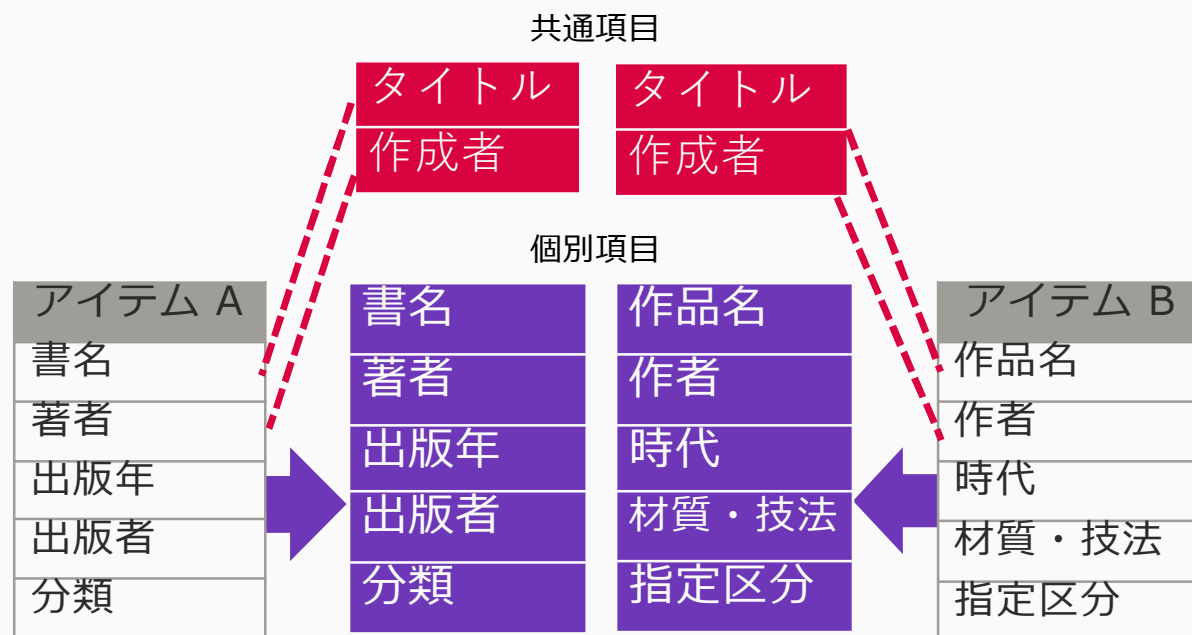 共通項目
タイトル
作成者
タイトル
作成者
個別項目
アイテム A
書名
著者
出版年
出版者
分類
書名
著者
出版年
出版者
分類
作品名
作者
時代
材質・技法
指定区分
アイテム B
作品名
作者
時代
材質・技法
指定区分